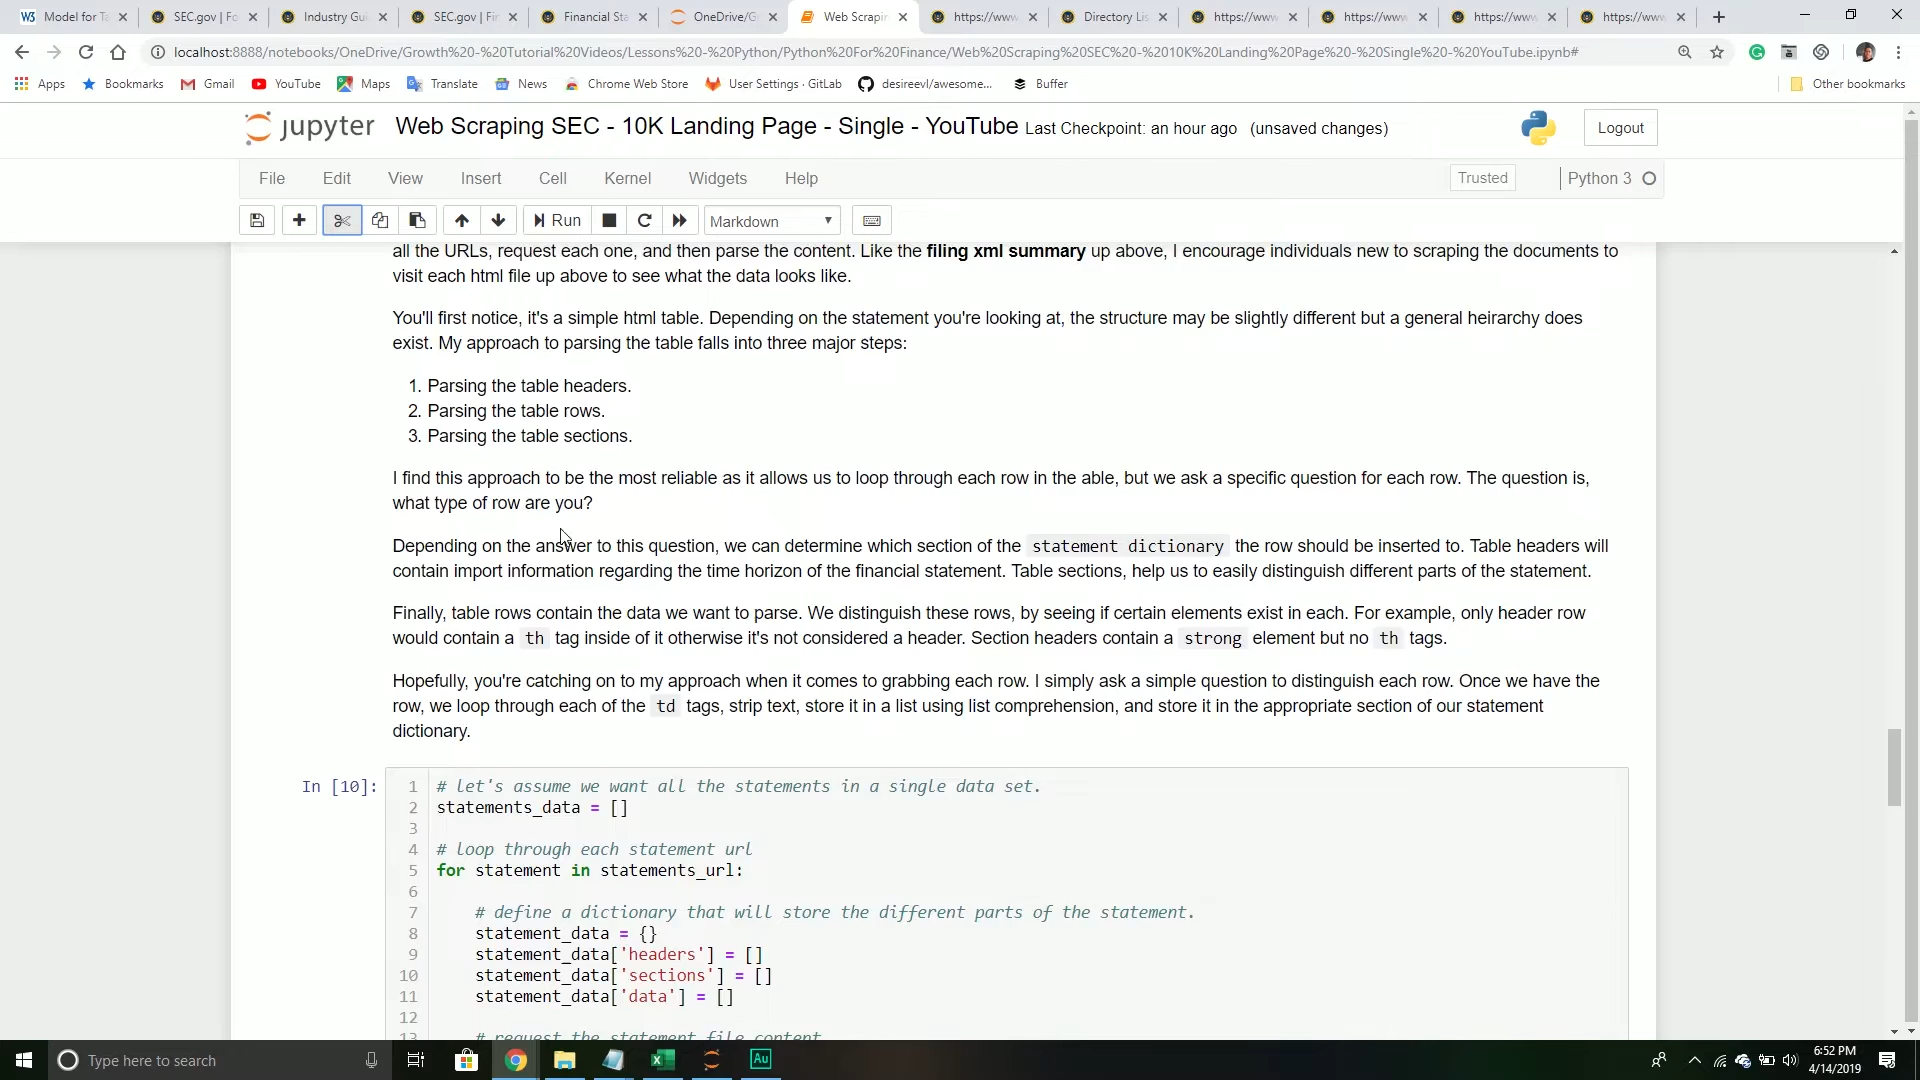 Model for Ta
SEC.gov | Fo
Industry Gui
SEC.gov | Fin
Financial Sta
OneDrive/G
Web Scrapin
https://www
Directory Lis
https://www
https://www
https://www
https://www
localhost:8888/notebooks/OneDrive/Growth%20-%20Tutorial%20Videos/Lessons%20-%20Python/Python%20For%20Finance/Web%20Scraping%20SEC%20-%2010K%20Landing%20Page%20-%20Single%20-%20YouTube.ipynb#
Apps Bookmarks Gmail YouTube Maps Translate News Chrome Web Store User Settings · GitLab desireevl/awesome... Buffer Other bookmarks
jupyter Web Scraping SEC - 10K Landing Page - Single - YouTube Last Checkpoint: an hour ago (unsaved changes) Logout
File Edit View Insert Cell Kernel Widgets Help Trusted Python 3
Run Markdown
all the URLs, request each one, and then parse the content. Like the filing xml summary up above, I encourage individuals new to scraping the documents to
visit each html file up above to see what the data looks like.
You'll first notice, it's a simple html table. Depending on the statement you're looking at, the structure may be slightly different but a general heirarchy does
exist. My approach to parsing the table falls into three major steps:
1. Parsing the table headers.
2. Parsing the table rows.
3. Parsing the table sections.
I find this approach to be the most reliable as it allows us to loop through each row in the able, but we ask a specific question for each row. The question is,
what type of row are you?
Depending on the answer to this question, we can determine which section of the statement dictionary the row should be inserted to. Table headers will
contain import information regarding the time horizon of the financial statement. Table sections, help us to easily distinguish different parts of the statement.
Finally, table rows contain the data we want to parse. We distinguish these rows, by seeing if certain elements exist in each. For example, only header row
would contain a th tag inside of it otherwise it's not considered a header. Section headers contain a strong element but no th tags.
Hopefully, you're catching on to my approach when it comes to grabbing each row. I simply ask a simple question to distinguish each row. Once we have the
row, we loop through each of the td tags, strip text, store it in a list using list comprehension, and store it in the appropriate section of our statement
dictionary.
In [10]: 1 # let's assume we want all the statements in a single data set.
2 statements_data = []
3
4 # loop through each statement url
5 for statement in statements_url:
6
7 # define a dictionary that will store the different parts of the statement.
8 statement_data = {}
9 statement_data['headers'] = []
10 statement_data['sections'] = []
11 statement_data['data'] = []
12
13 # request the statement file content
Type here to search
Au
6:52 PM
4/14/2019